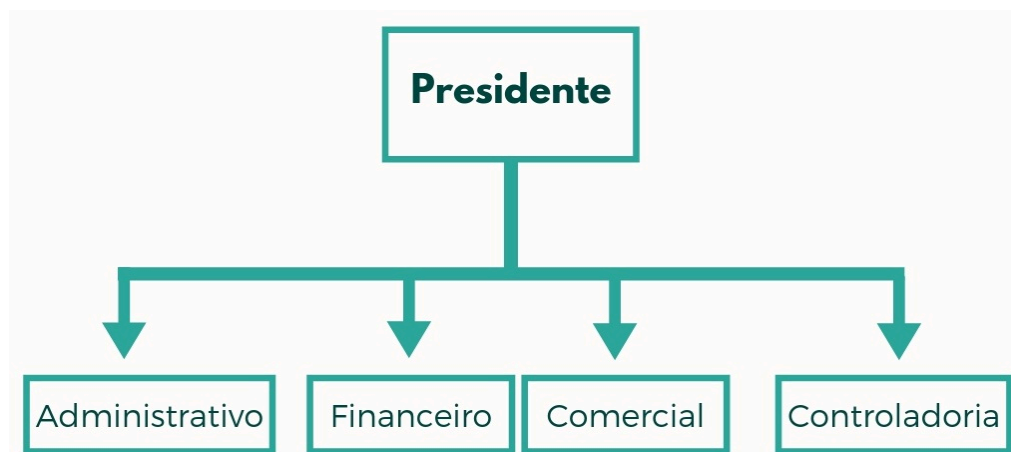 Presidente
Administrativo
Financeiro
Comercial
Controladoria